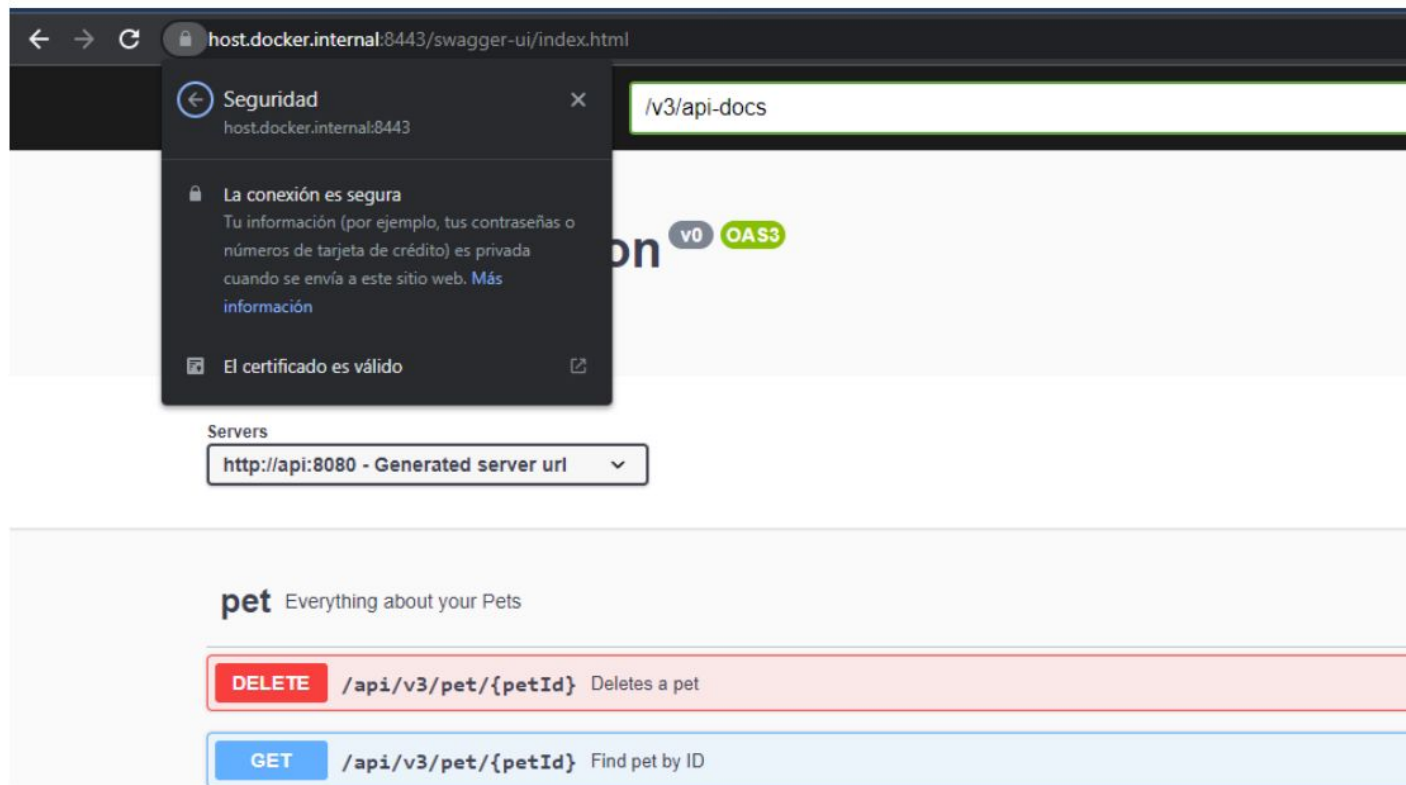 host.docker.internal:8443/swagger-ui/index.html
Seguridad
host.docker.internal:8443
/v3/api-docs
La conexión es segura
Tu información (por ejemplo, tus contraseñas o
números de tarjeta de crédito) es privada
cuando se envía a este sitio web. Más
información
El certificado es válido
on v0 OAS3
Servers
http://api:8080 - Generated server url
pet Everything about your Pets
DELETE /api/v3/pet/{petId} Deletes a pet
GET /api/v3/pet/{petId} Find pet by ID